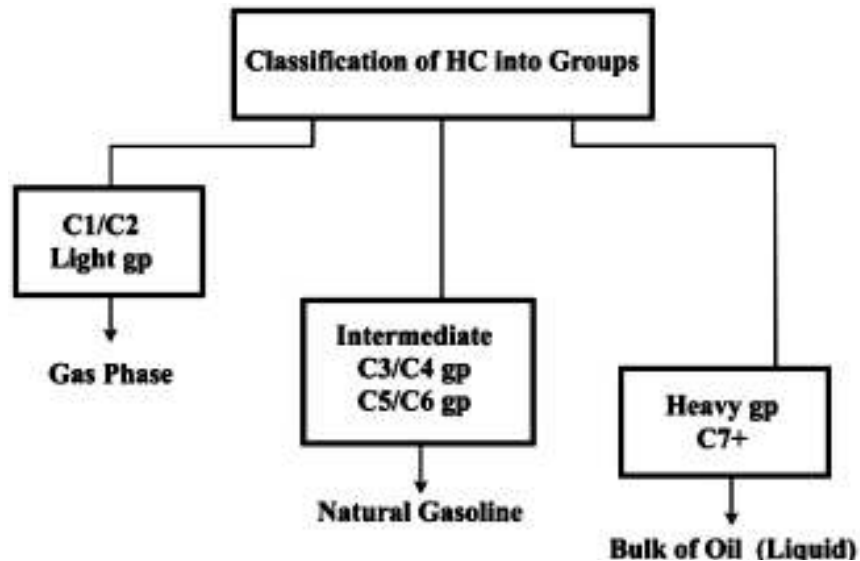 Classification of HC into Groups
C1/C2
Light gp
Gas Phase
Intermediate
C3/C4 gp
C5/C6 gp
Natural Gasoline
Heavy gp
C7+
Bulk of Oil (Liquid)